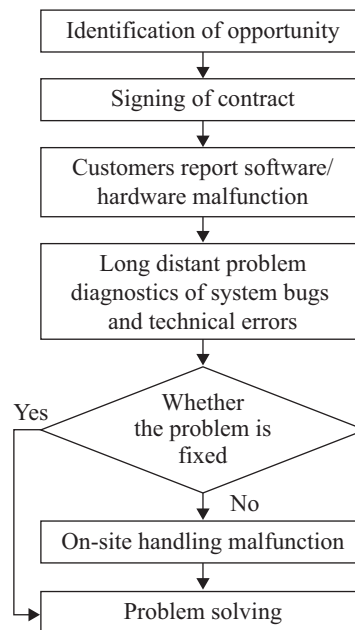 Identification of opportunity
Signing of contract
Customers report software/
hardware malfunction
Long distant problem
diagnostics of system bugs
and technical errors
Whether
the problem is
fixed
Yes
No
On-site handling malfunction
Problem solving